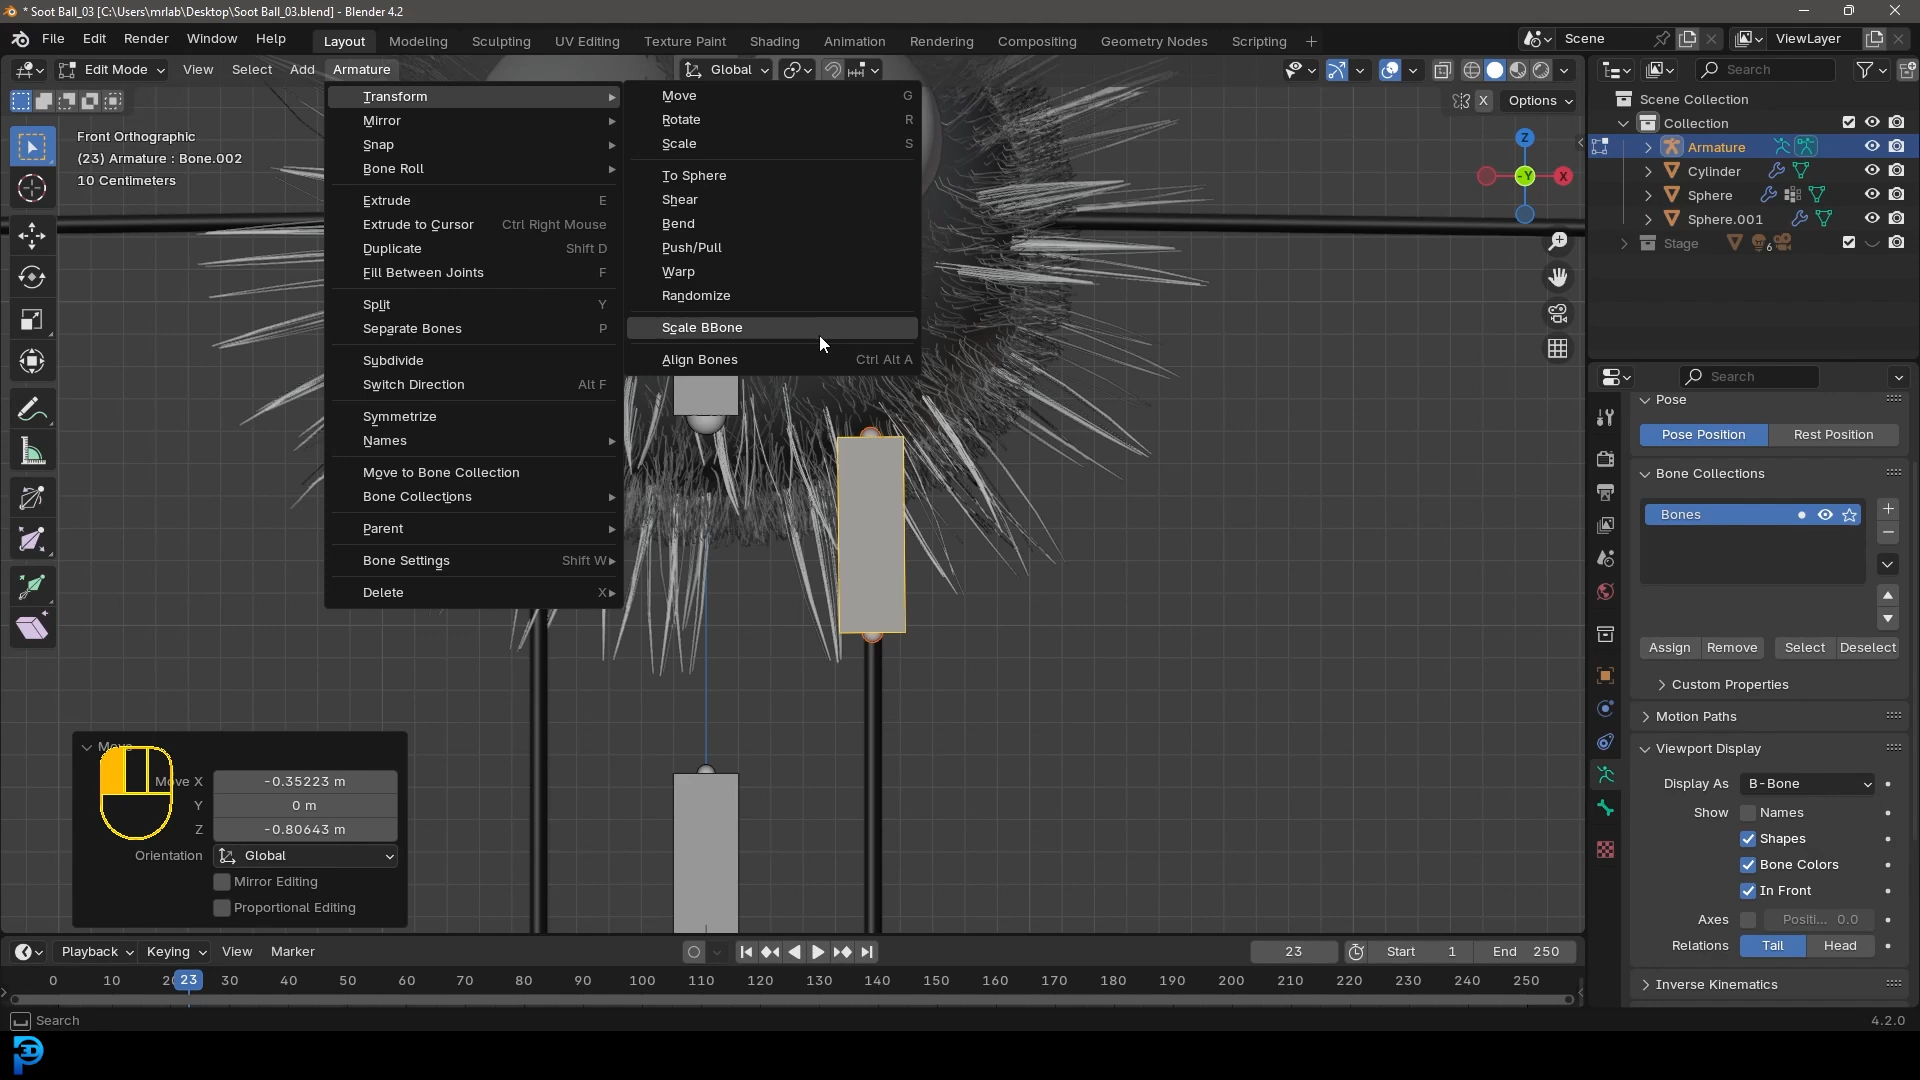 * Soot Ball_03 [C:\Users\mrlab\Desktop\Soot Ball_03.blend] - Blender 4.2
File Edit Render Window Help
Layout Modeling Sculpting UV Editing Texture Paint Shading Animation Rendering Compositing Geometry Nodes Scripting
Scene ViewLayer
Edit Mode View Select Add Armature
Global
Search
X Options
Scene Collection
Collection
Armature
Cylinder
Sphere
Sphere.001
Stage 6
Front Orthographic
(23) Armature : Bone.002
10 Centimeters
Transform
Mirror
Snap
Bone Roll
Extrude E
Extrude to Cursor Ctrl Right Mouse
Duplicate Shift D
Fill Between Joints F
Split Y
Separate Bones P
Subdivide
Switch Direction Alt F
Symmetrize
Names
Move to Bone Collection
Bone Collections
Parent
Bone Settings Shift W
Delete X
Move G
Rotate R
Scale S
To Sphere
Shear
Bend
Push/Pull
Warp
Randomize
Scale BBone
Align Bones Ctrl Alt A
Z
-Y
X
Search
Pose
Pose Position Rest Position
Bone Collections
Bones
Assign Remove Select Deselect
Custom Properties
Motion Paths
Viewport Display
Display As B-Bone
Show Names
Shapes
Bone Colors
In Front
Axes Positi... 0.0
Relations Tail Head
Inverse Kinematics
Move
Move X -0.35223 m
Y 0 m
Z -0.80643 m
Orientation Global
Mirror Editing
Proportional Editing
Playback Keying View Marker
23 Start 1 End 250
0 10 20 23 30 40 50 60 70 80 90 100 110 120 130 140 150 160 170 180 190 200 210 220 230 240 250
Search
4.2.0